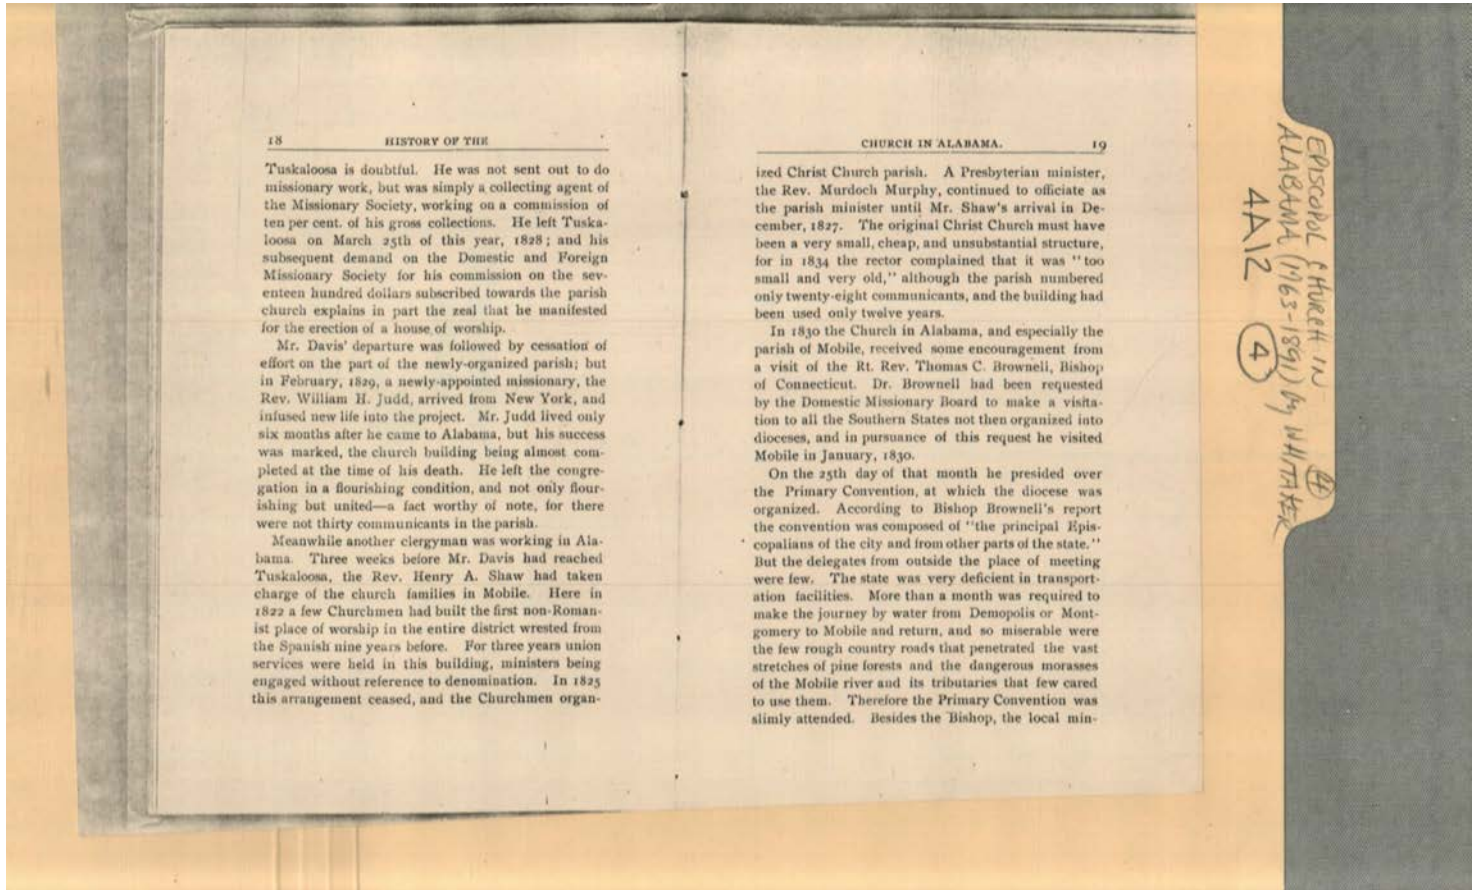 18 HISTORY OF THE
Tuskaloosa is doubtful. He was not sent out to do
missionary work, but was simply a collecting agent of
the Missionary Society, working on a commission of
ten per cent. of his gross collections. He left Tuska-
loosa on March 25th of this year, 1828; and his
subsequent demand on the Domestic and Foreign
Missionary Society for his commission on the sev-
enteen hundred dollars subscribed towards the parish
church explains in part the zeal that he manifested
for the erection of a house of worship.
Mr. Davis' departure was followed by cessation of
effort on the part of the newly-organized parish; but
in February, 1829, a newly-appointed missionary, the
Rev. William H. Judd, arrived from New York, and
infused new life into the project. Mr. Judd lived only
six months after he came to Alabama, but his success
was marked, the church building being almost com-
pleted at the time of his death. He left the congre-
gation in a flourishing condition, and not only flour-
ishing but united—a fact worthy of note, for there
were not thirty communicants in the parish.
Meanwhile another clergyman was working in Ala-
bama. Three weeks before Mr. Davis had reached
Tuskaloosa, the Rev. Henry A. Shaw had taken
charge of the church families in Mobile. Here in
1822 a few Churchmen had built the first non-Roman-
ist place of worship in the entire district wrested from
the Spanish nine years before. For three years union
services were held in this building, ministers being
engaged without reference to denomination. In 1825
this arrangement ceased, and the Churchmen organ-
CHURCH IN ALABAMA. 19
ized Christ Church parish. A Presbyterian minister,
the Rev. Murdoch Murphy, continued to officiate as
the parish minister until Mr. Shaw's arrival in De-
cember, 1827. The original Christ Church must have
been a very small, cheap, and unsubstantial structure,
for in 1834 the rector complained that it was "too
small and very old," although the parish numbered
only twenty-eight communicants, and the building had
been used only twelve years.
In 1830 the Church in Alabama, and especially the
parish of Mobile, received some encouragement from
a visit of the Rt. Rev. Thomas C. Brownell, Bishop
of Connecticut. Dr. Brownell had been requested
by the Domestic Missionary Board to make a visita-
tion to all the Southern States not then organized into
dioceses, and in pursuance of this request he visited
Mobile in January, 1830.
On the 25th day of that month he presided over
the Primary Convention, at which the diocese was
organized. According to Bishop Brownell's report
the convention was composed of "the principal Epis-
copalians of the city and from other parts of the state."
But the delegates from outside the place of meeting
were few. The state was very deficient in transport-
ation facilities. More than a month was required to
make the journey by water from Demopolis or Mont-
gomery to Mobile and return, and so miserable were
the few rough country roads that penetrated the vast
stretches of pine forests and the dangerous morasses
of the Mobile river and its tributaries that few cared
to use them. Therefore the Primary Convention was
slimly attended. Besides the Bishop, the local min-
EPISCOPOL CHURCH IN
ALABAMA (1763-1891) by WHITAKER
4A12 4